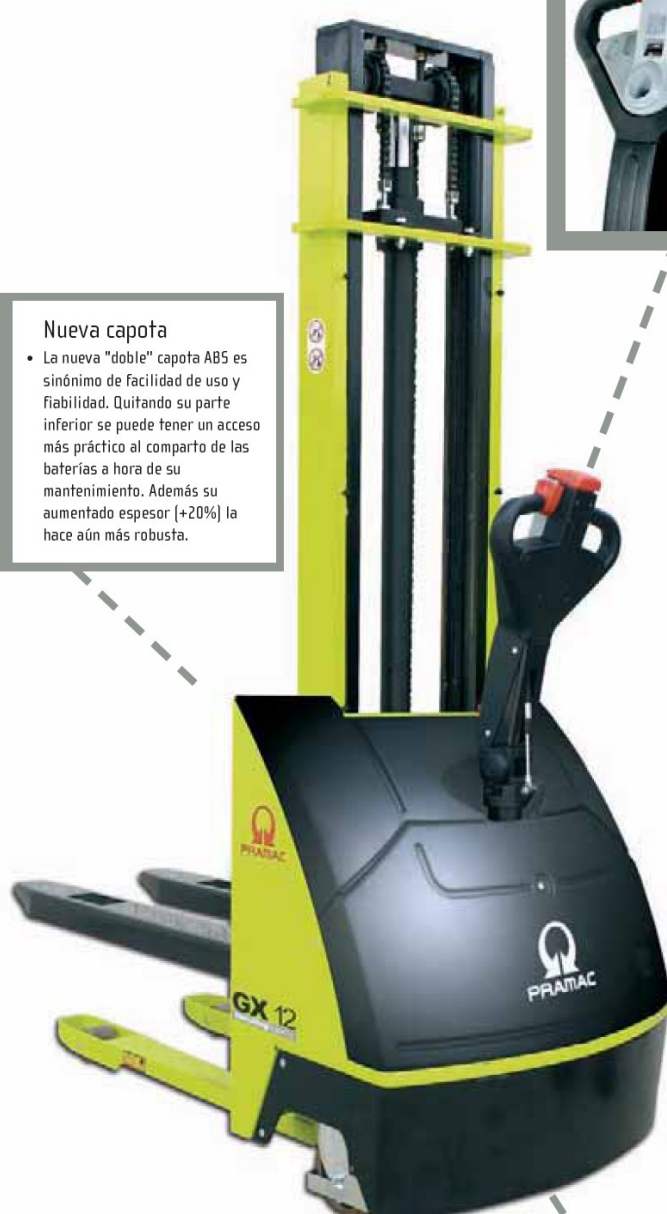 Nueva capota
• La nueva "doble" capota ABS es
sinónimo de facilidad de uso y
fiabilidad. Quitando su parte
inferior se puede tener un acceso
más práctico al comparto de las
baterías a hora de su
mantenimiento. Además su
aumentado espesor (+20%) la
hace aún más robusta.
PRAMAC
PRAMAC
GX 12